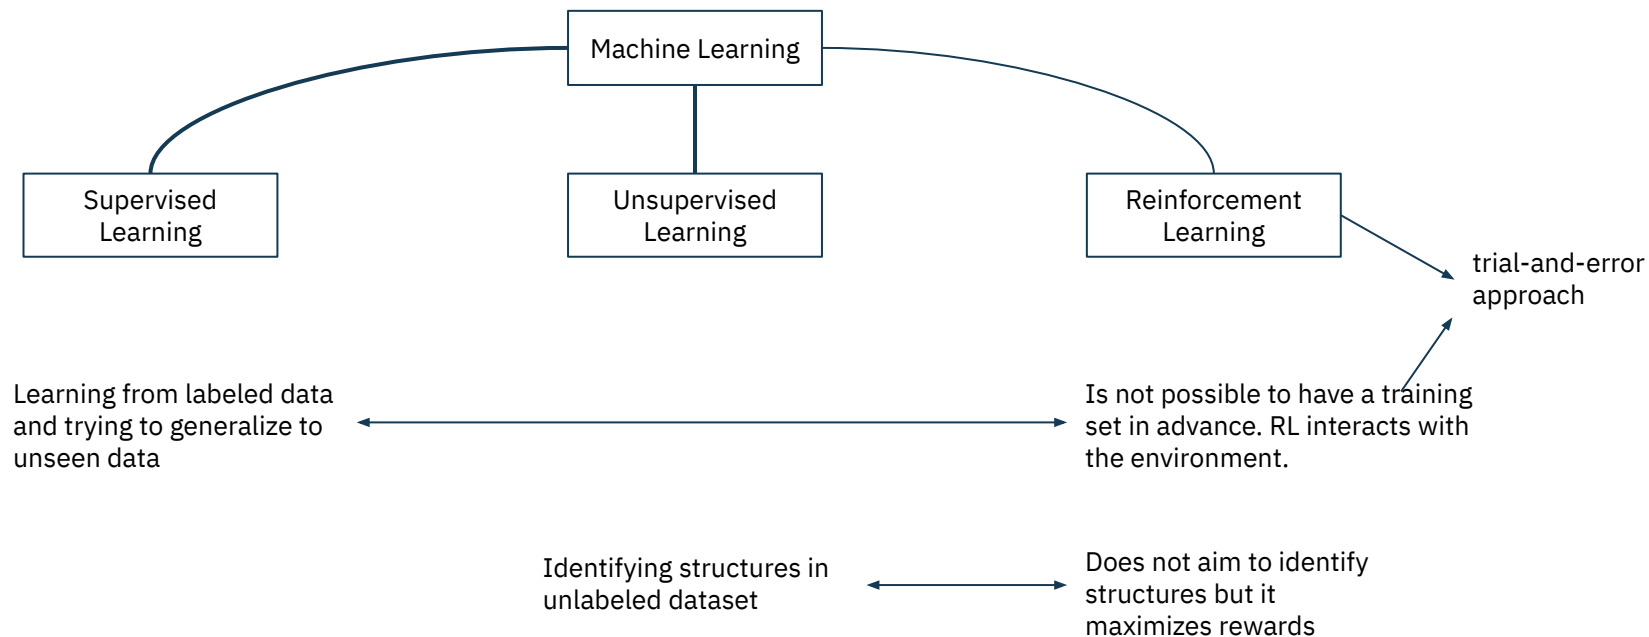 Machine Learning
Supervised
Learning
Unsupervised
Learning
Reinforcement
Learning
trial-and-error
approach
Learning from labeled data
and trying to generalize to
unseen data
Is not possible to have a training
set in advance. RL interacts with
the environment.
Identifying structures in
unlabeled dataset
Does not aim to identify
structures but it
maximizes rewards